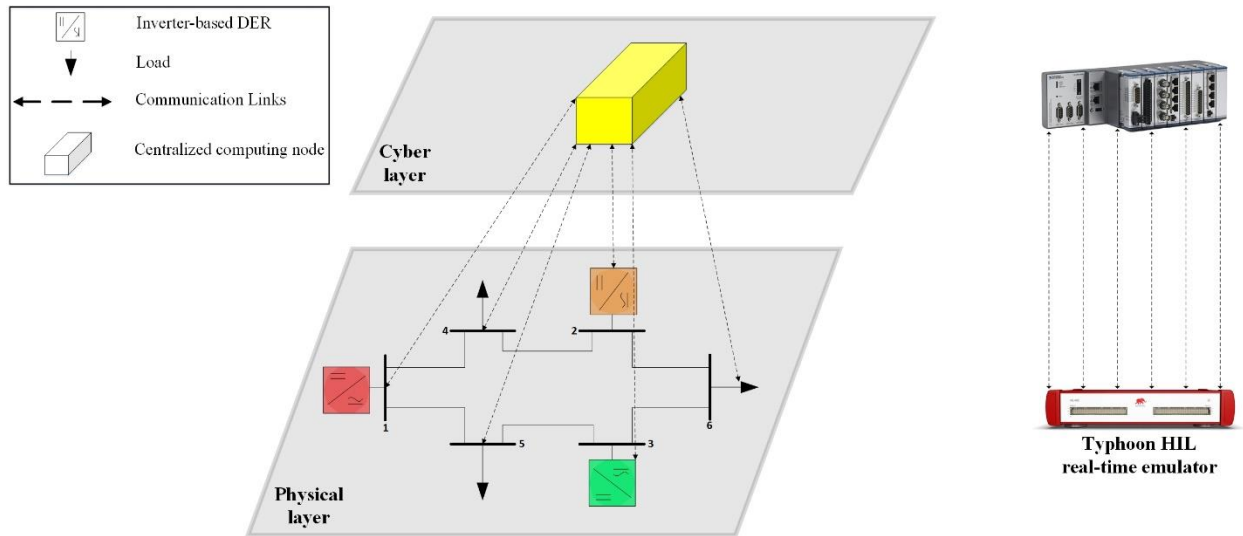 Inverter-based DER
Load
Communication Links
Centralized computing node
Cyber
layer
4
2
1
6
5
3
Physical
layer
Typhoon HIL
real-time emulator